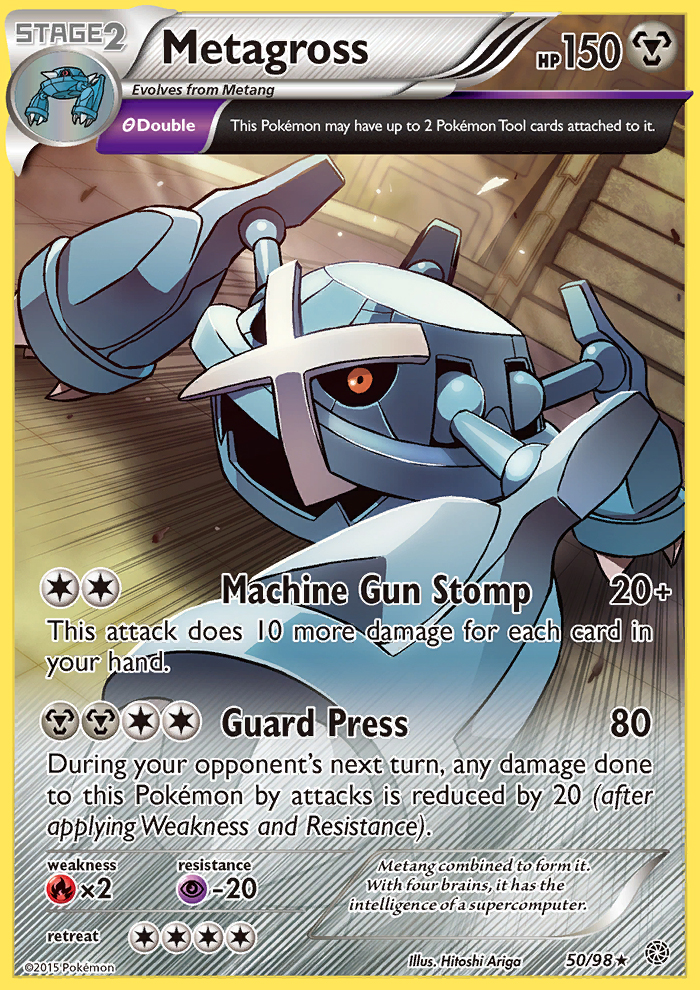 STAGE2
Metagross
HP150
Evolves from Metang
θDouble
This Pokémon may have up to 2 Pokémon Tool cards attached to it.
Machine Gun Stomp 20+
This attack does 10 more damage for each card in
your hand.
Guard Press 80
During your opponent's next turn, any damage done
to this Pokémon by attacks is reduced by 20 (after
applying Weakness and Resistance).
weakness
×2
resistance
-20
Metang combined to form it.
With four brains, it has the
intelligence of a supercomputer.
retreat
©2015 Pokémon
Illus. Hitoshi Ariga
50/98★